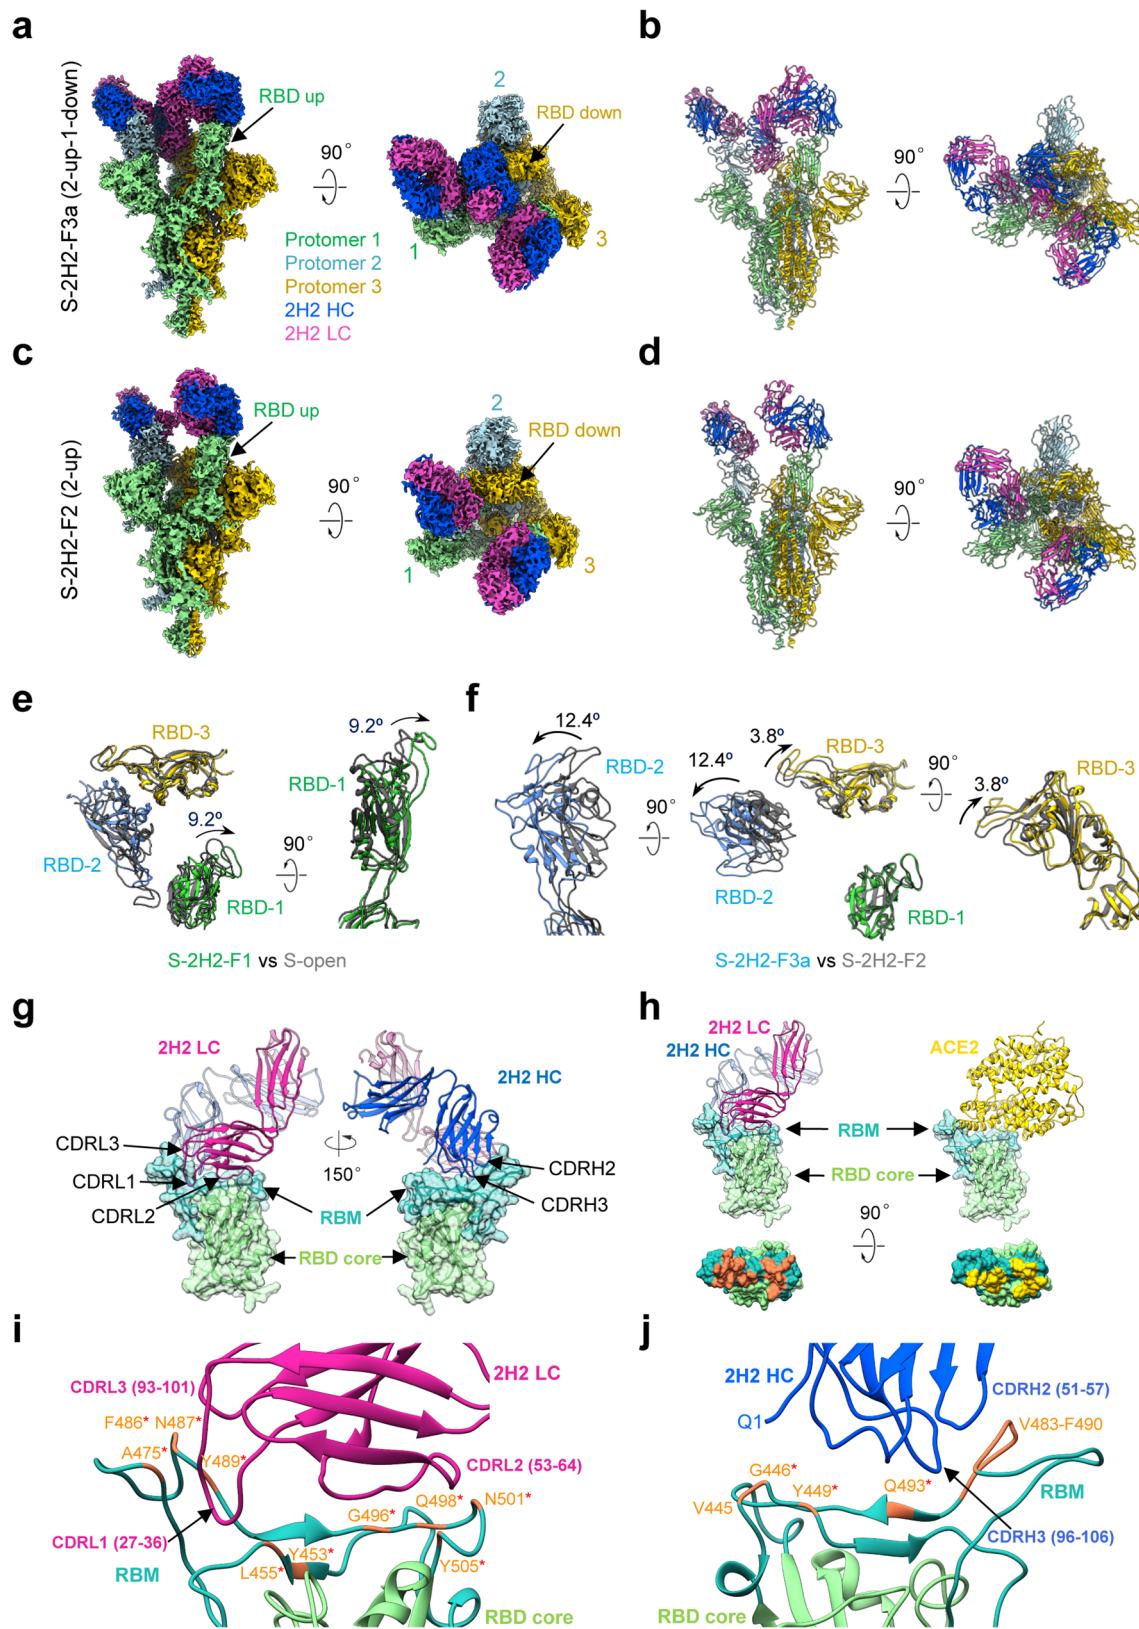 a
b
S-2H2-F3a (2-up-1-down)
RBD up
90°
2
RBD down
1
3
90°
Protomer 1
Protomer 2
Protomer 3
2H2 HC
2H2 LC
c
d
S-2H2-F2 (2-up)
RBD up
90°
2
RBD down
1
3
90°
e
f
RBD-3
9.2º
RBD-2
RBD-1
90°
9.2º
RBD-1
S-2H2-F1 vs S-open
12.4º
RBD-2
90°
12.4º
RBD-2
3.8º
RBD-3
RBD-1
90°
3.8º
RBD-3
S-2H2-F3a vs S-2H2-F2
g
h
2H2 LC
2H2 HC
CDRL3
CDRL1
CDRL2
150°
CDRH2
CDRH3
RBM
RBD core
2H2 LC
2H2 HC
ACE2
RBM
RBD core
90°
i
j
2H2 LC
CDRL3 (93-101)
F486* N487*
A475*
Y489*
CDRL2 (53-64)
Q498*
N501*
G496*
CDRL1 (27-36)
Y453*
L455*
Y505*
RBM
RBD core
2H2 HC
CDRH2 (51-57)
Q1
V483-F490
G446*
Y449*
Q493*
V445
RBM
CDRH3 (96-106)
RBD core